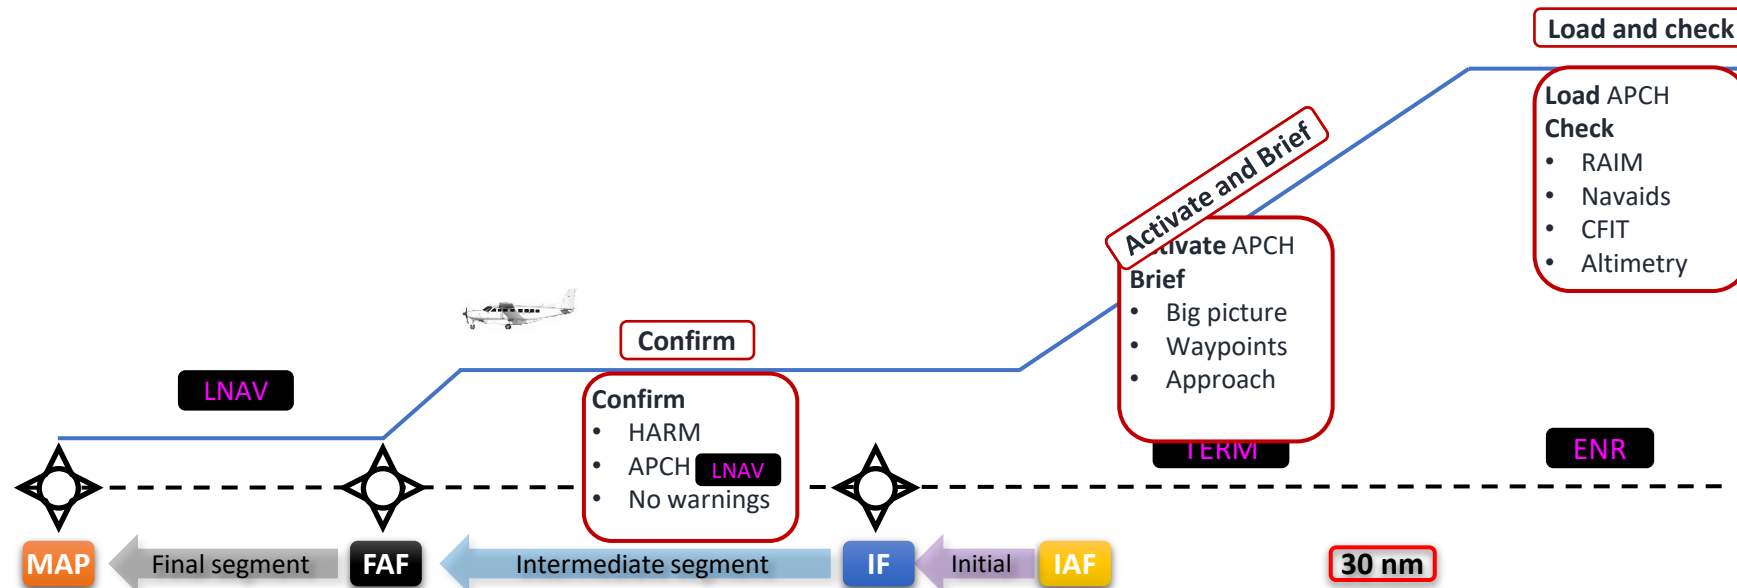 Load and check
Load APCH
Check
• RAIM
• Navaids
• CFIT
• Altimetry
Activate and Brief
Activate APCH
Brief
• Big picture
• Waypoints
• Approach
Confirm
Confirm
• HARM
• APCH LNAV
• No warnings
LNAV
TERM
ENR
MAP
Final segment
FAF
Intermediate segment
IF
Initial
IAF
30 nm